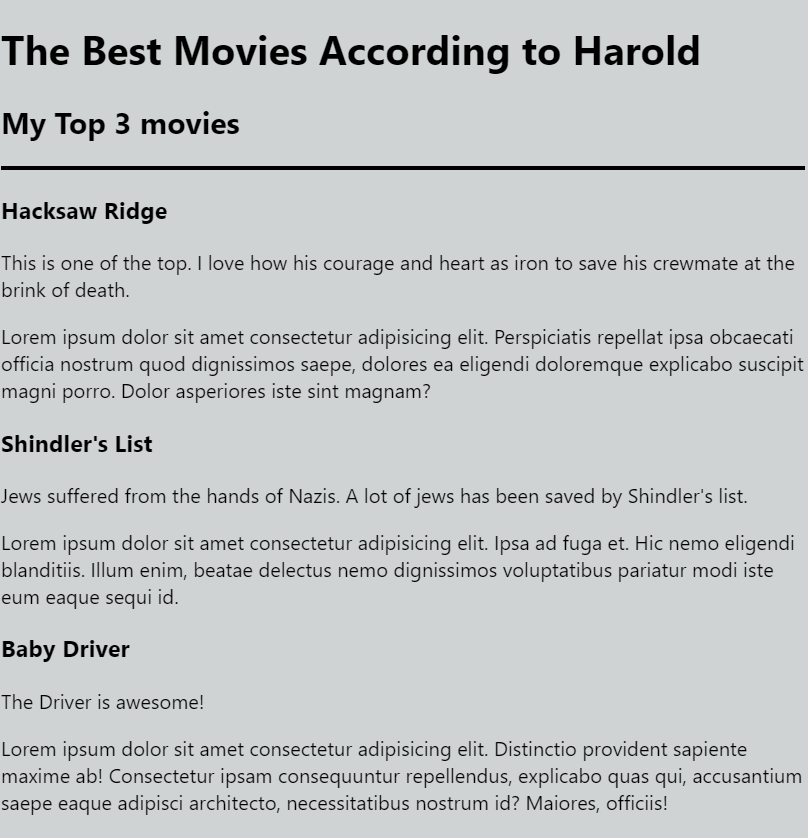 The Best Movies According to Harold
My Top 3 movies
Hacksaw Ridge
This is one of the top. I love how his courage and heart as iron to save his crewmate at the
brink of death.
Lorem ipsum dolor sit amet consectetur adipisicing elit. Perspiciatis repellat ipsa obcaecati
officia nostrum quod dignissimos saepe, dolores ea eligendi doloremque explicabo suscipit
magni porro. Dolor asperiores iste sint magnam?
Shindler's List
Jews suffered from the hands of Nazis. A lot of jews has been saved by Shindler's list.
Lorem ipsum dolor sit amet consectetur adipisicing elit. Ipsa ad fuga et. Hic nemo eligendi
blanditiis. Illum enim, beatae delectus nemo dignissimos voluptatibus pariatur modi iste
eum eaque sequi id.
Baby Driver
The Driver is awesome!
Lorem ipsum dolor sit amet consectetur adipisicing elit. Distinctio provident sapiente
maxime ab! Consectetur ipsam consequuntur repellendus, explicabo quas qui, accusantium
saepe eaque adipisci architecto, necessitatibus nostrum id? Maiores, officiis!